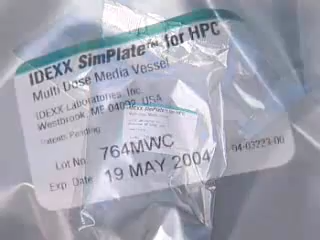 IDEXX SimPlate™ for HPC
Multi Dose Media Vessel
IDEXX Laboratories, Inc.
Westbrook, ME 04092, USA
Patent Pending
Lot No. 764MWC
Exp. Date 19 MAY 2004
04-03223-00